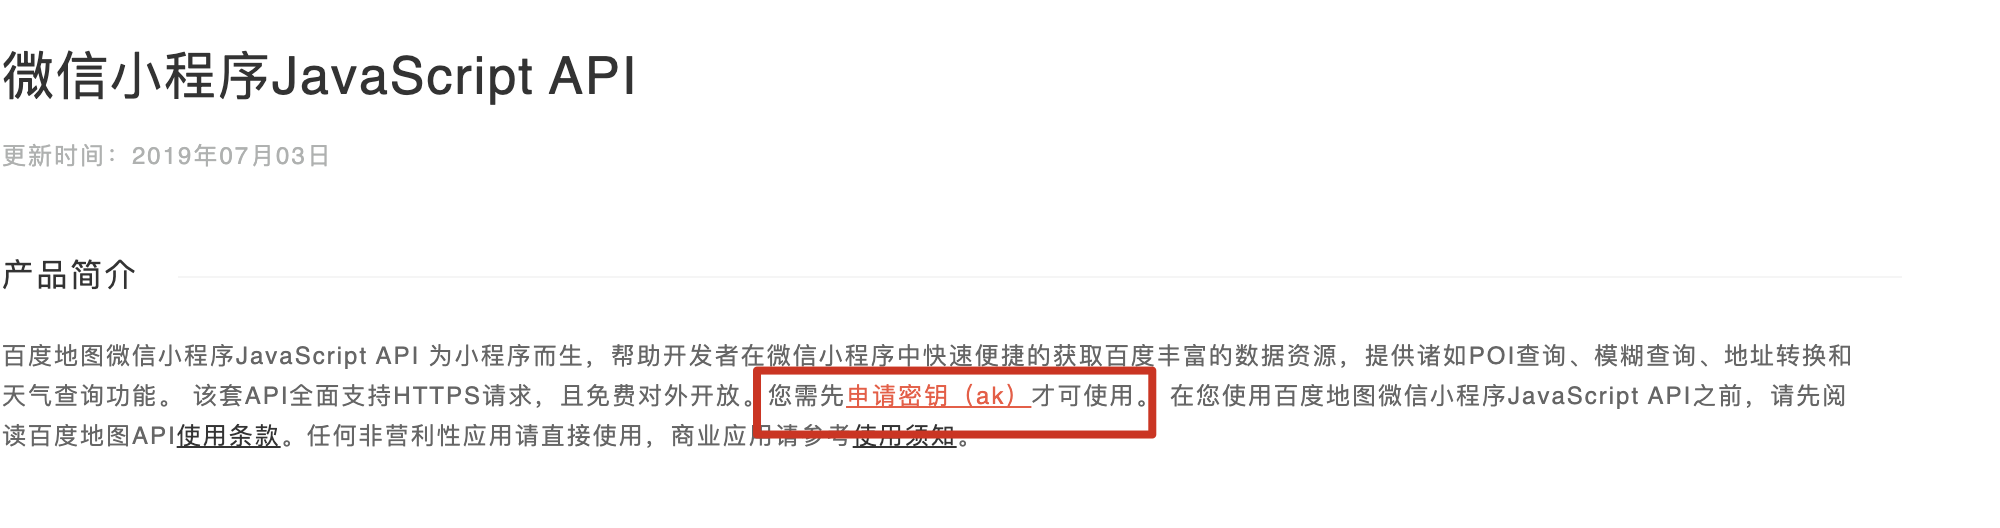 微信小程序JavaScript API
更新时间：2019年07月03日
产品简介
百度地图微信小程序JavaScript API 为小程序而生，帮助开发者在微信小程序中快速便捷的获取百度丰富的数据资源，提供诸如POI查询、模糊查询、地址转换和
天气查询功能。 该套API全面支持HTTPS请求，且免费对外开放。您需先申请密钥（ak）才可使用。 在您使用百度地图微信小程序JavaScript API之前，请先阅
读百度地图API使用条款。任何非营利性应用请直接使用，商业应用请参考使用须知。